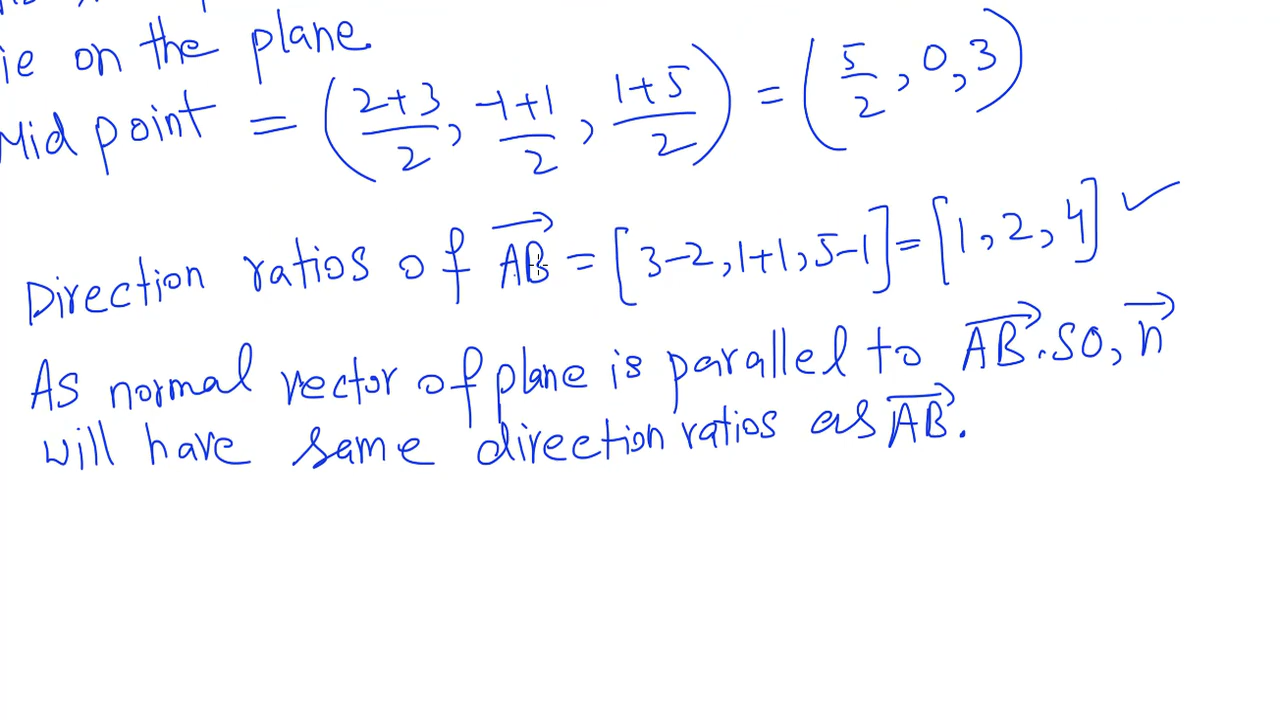 ie on the plane
Mid point = (2+3/2, -1+1/2, 1+5/2) = (5/2, 0, 3)
Direction ratios of AB = [3-2, 1+1, 5-1] = [1, 2, 4] ✓
As normal vector of plane is parallel to AB. SO, n
will have same direction ratios as AB.